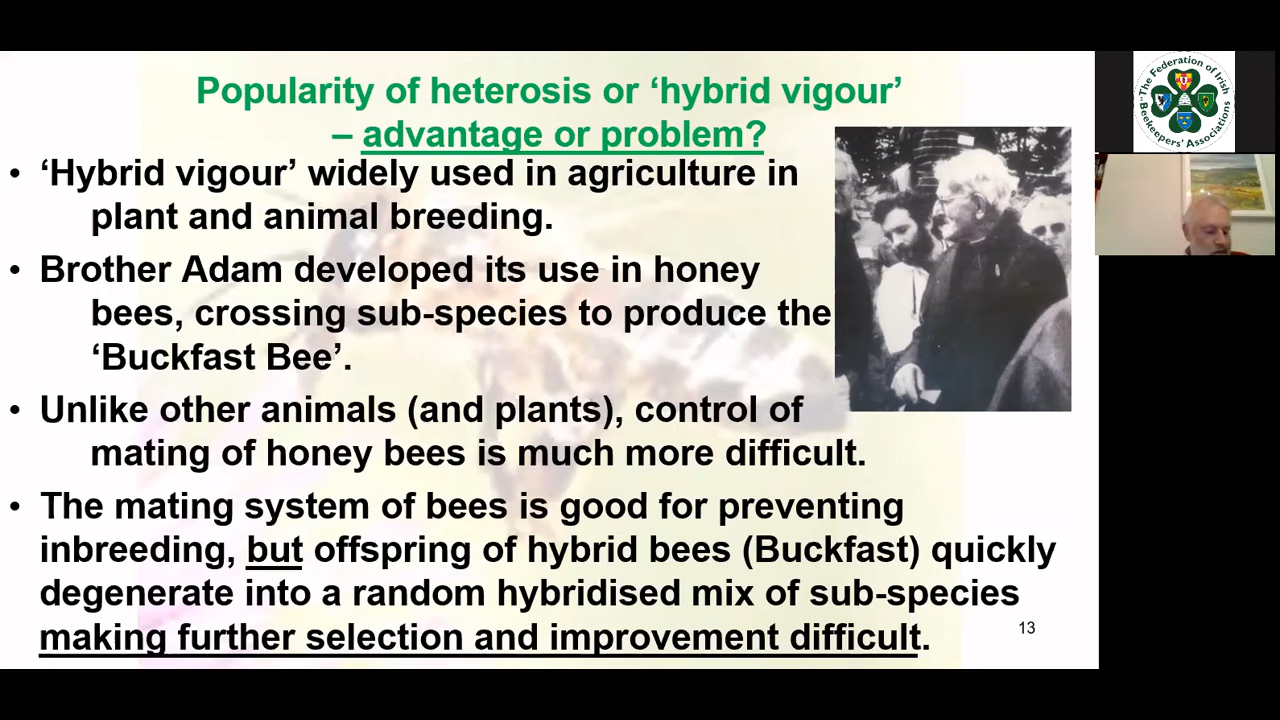 Popularity of heterosis or ‘hybrid vigour’
– advantage or problem?
• ‘Hybrid vigour’ widely used in agriculture in
plant and animal breeding.
• Brother Adam developed its use in honey
bees, crossing sub-species to produce the
‘Buckfast Bee’.
• Unlike other animals (and plants), control of
mating of honey bees is much more difficult.
• The mating system of bees is good for preventing
inbreeding, but offspring of hybrid bees (Buckfast) quickly
degenerate into a random hybridised mix of sub-species
making further selection and improvement difficult.
13
The Federation of Irish
Beekeepers' Associations